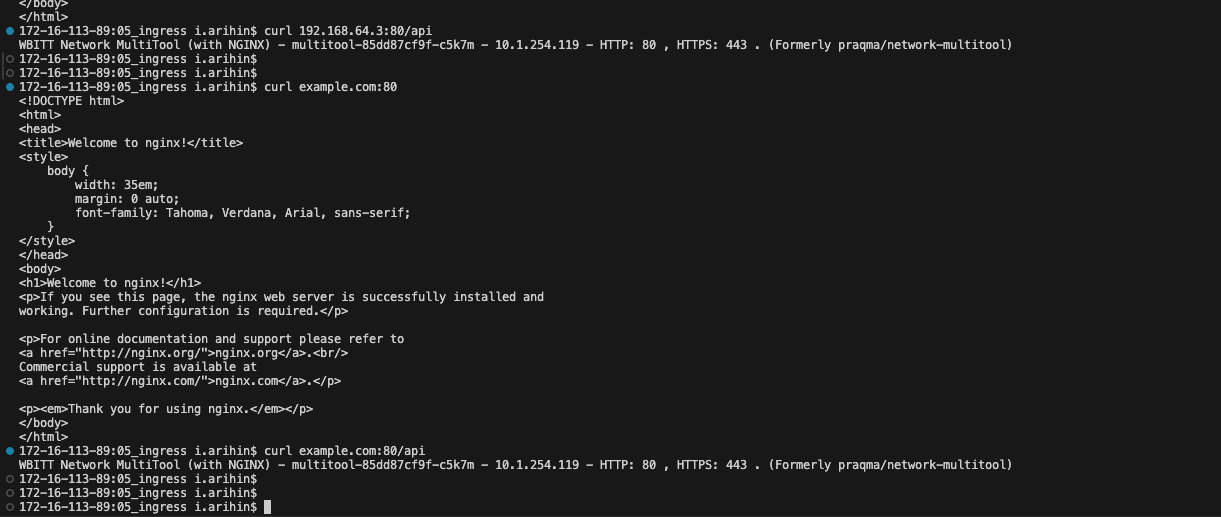 </body>
</html>
172-16-113-89:05_ingress i.arihin$ curl 192.168.64.3:80/api
WBITT Network MultiTool (with NGINX) - multitool-85dd87cf9f-c5k7m - 10.1.254.119 - HTTP: 80 , HTTPS: 443 . (Formerly praqma/network-multitool)
172-16-113-89:05_ingress i.arihin$
172-16-113-89:05_ingress i.arihin$
172-16-113-89:05_ingress i.arihin$ curl example.com:80
<!DOCTYPE html>
<html>
<head>
<title>Welcome to nginx!</title>
<style>
    body {
        width: 35em;
        margin: 0 auto;
        font-family: Tahoma, Verdana, Arial, sans-serif;
    }
</style>
</head>
<body>
<h1>Welcome to nginx!</h1>
<p>If you see this page, the nginx web server is successfully installed and
working. Further configuration is required.</p>

<p>For online documentation and support please refer to
<a href="http://nginx.org/">nginx.org</a>.<br/>
Commercial support is available at
<a href="http://nginx.com/">nginx.com</a>.</p>

<p><em>Thank you for using nginx.</em></p>
</body>
</html>
172-16-113-89:05_ingress i.arihin$ curl example.com:80/api
WBITT Network MultiTool (with NGINX) - multitool-85dd87cf9f-c5k7m - 10.1.254.119 - HTTP: 80 , HTTPS: 443 . (Formerly praqma/network-multitool)
172-16-113-89:05_ingress i.arihin$
172-16-113-89:05_ingress i.arihin$
172-16-113-89:05_ingress i.arihin$